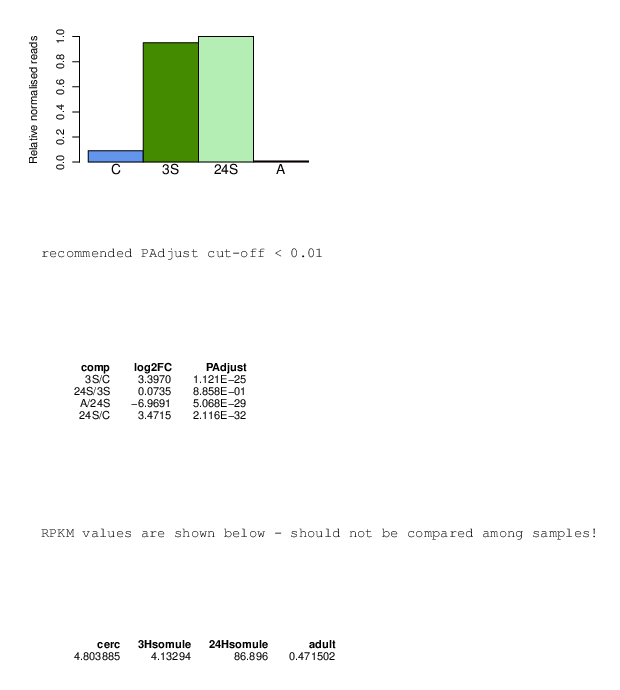 Relative normalised reads
1.0
0.8
0.6
0.4
0.2
0.0
C 3S 24S A
recommended PAdjust cut-off < 0.01
comp log2FC PAdjust
3S/C 3.3970 1.121E−25
24S/3S 0.0735 8.858E−01
A/24S −6.9691 5.068E−29
24S/C 3.4715 2.116E−32
RPKM values are shown below - should not be compared among samples!
cerc 3Hsomule 24Hsomule adult
4.803885 4.13294 86.896 0.471502